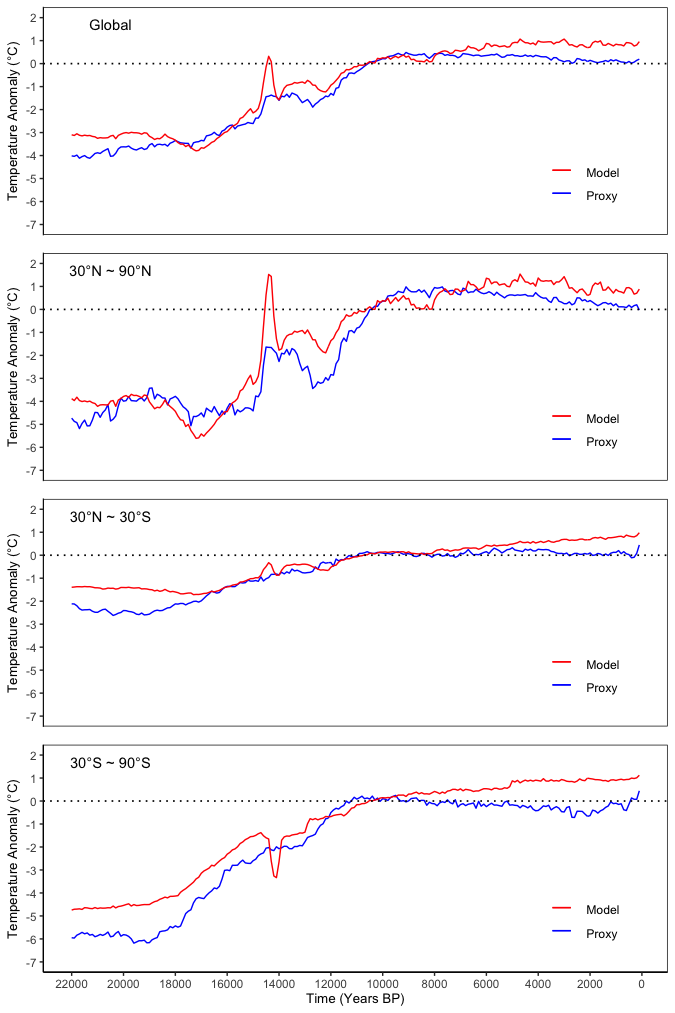 Global
Temperature Anomaly (°C)
2
1
0
-1
-2
-3
-4
-5
-6
-7
Model
Proxy
30°N ~ 90°N
Temperature Anomaly (°C)
2
1
0
-1
-2
-3
-4
-5
-6
-7
Model
Proxy
30°N ~ 30°S
Temperature Anomaly (°C)
2
1
0
-1
-2
-3
-4
-5
-6
-7
Model
Proxy
30°S ~ 90°S
Temperature Anomaly (°C)
2
1
0
-1
-2
-3
-4
-5
-6
-7
Model
Proxy
22000 20000 18000 16000 14000 12000 10000 8000 6000 4000 2000 0
Time (Years BP)